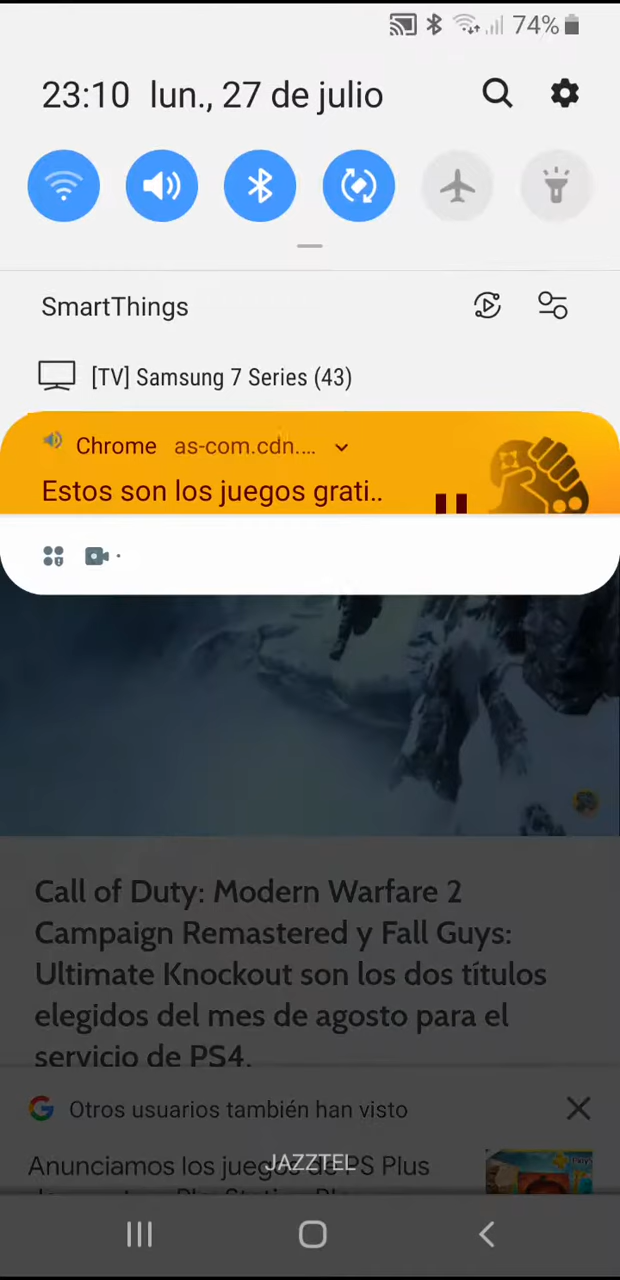 74%
23:10 lun., 27 de julio
SmartThings
[TV] Samsung 7 Series (43)
Chrome as-com.cdn....
Estos son los juegos grati..
Call of Duty: Modern Warfare 2
Campaign Remastered y Fall Guys:
Ultimate Knockout son los dos títulos
elegidos del mes de agosto para el
servicio de PS4.
Otros usuarios también han visto
Anunciamos los juegos de PS Plus
JAZZTEL